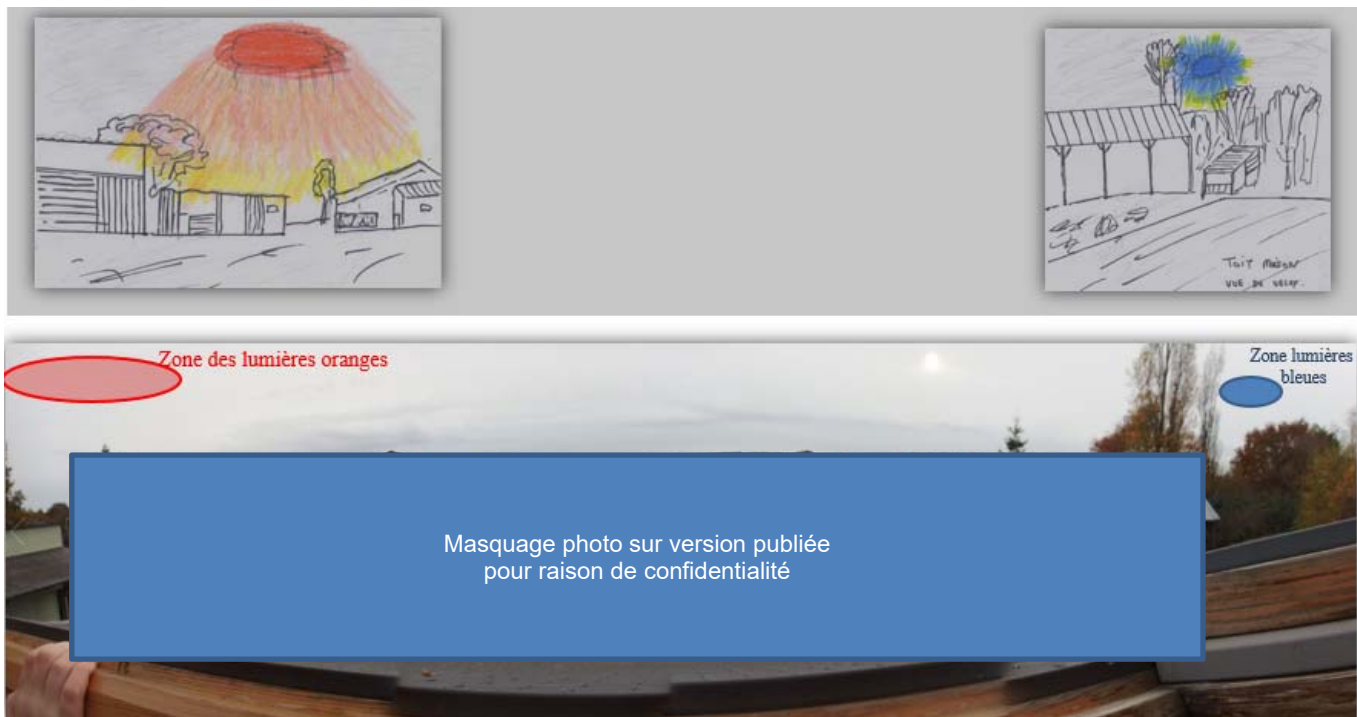 Toit maison
VUE DE VELUX.
Zone des lumières oranges
Zone lumières
bleues
Masquage photo sur version publiée
pour raison de confidentialité